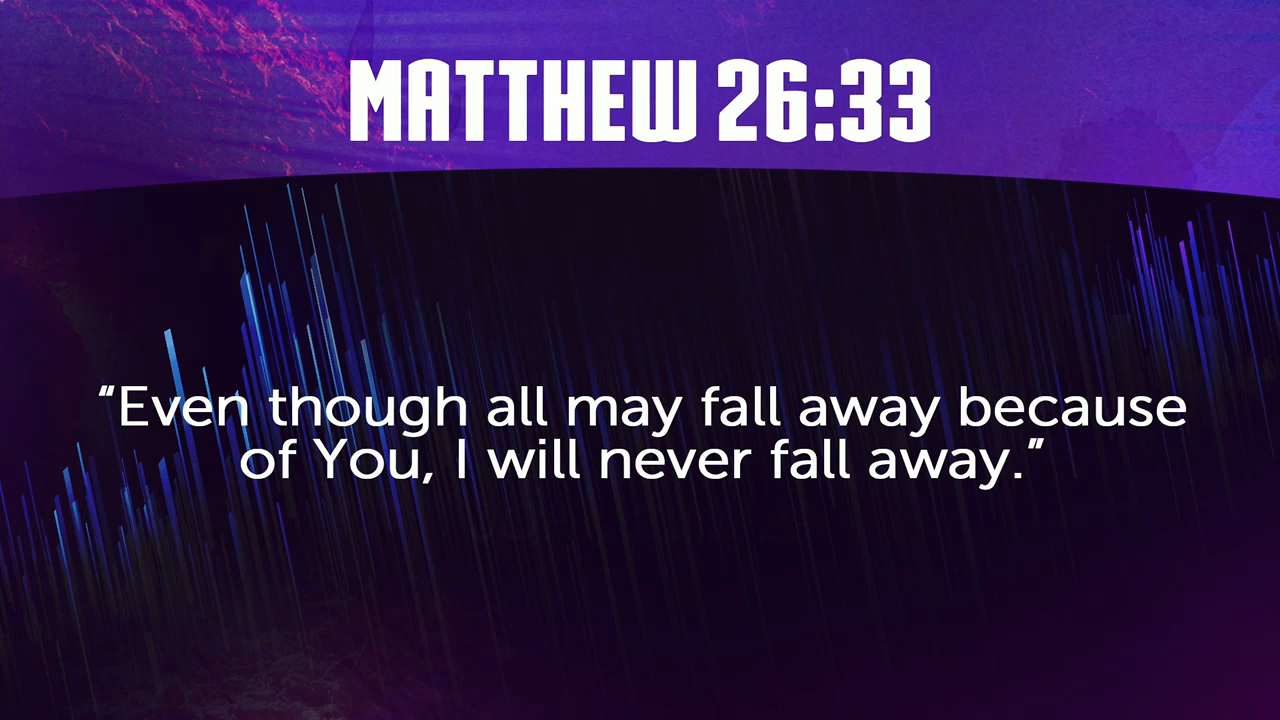 MATTHEW 26:33
“Even though all may fall away because
of You, I will never fall away.”